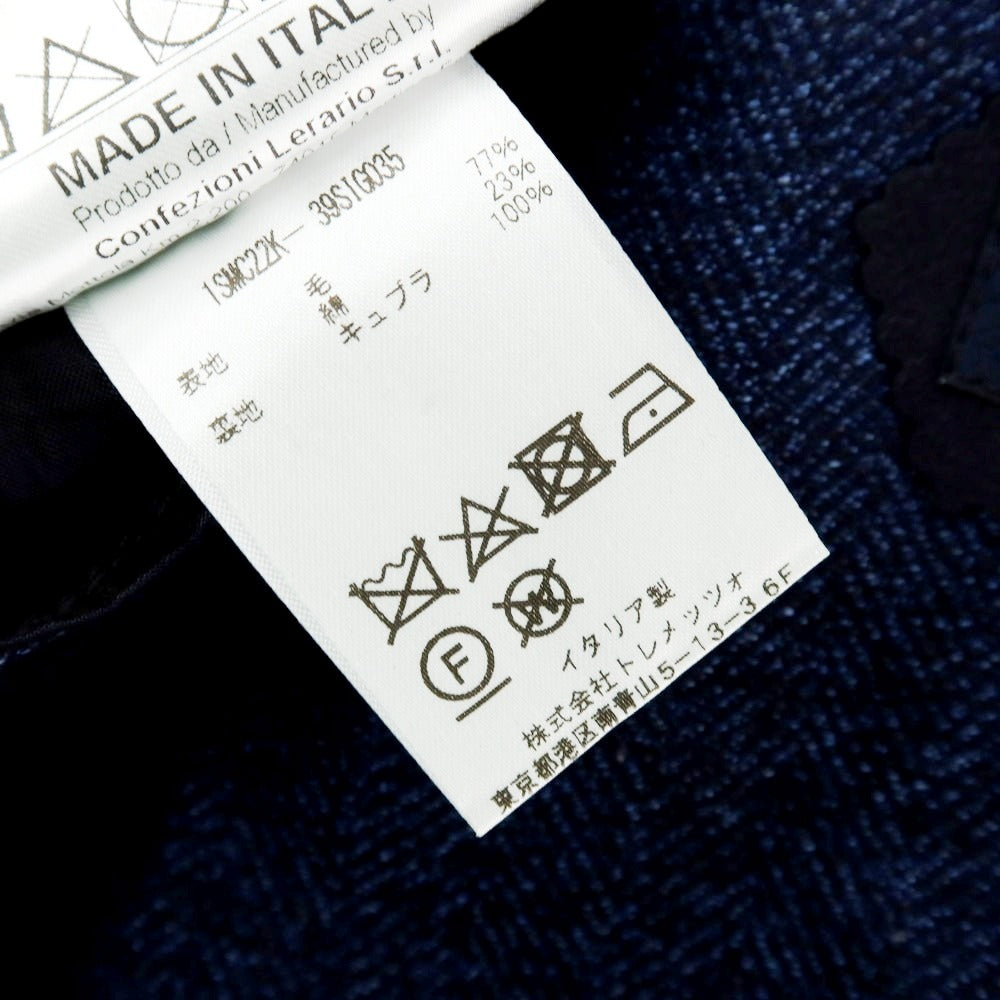 MADE IN ITAL
Prodotto da / Manufactured by
Confezioni Lerario S.r.l.
1SMC22K— 39S1G035
表地 毛 77%
綿 23%
裏地 キュプラ 100%
F
W
イタリア製
株式会社トレメッツォ
東京都港区南青山5—13—3 6F